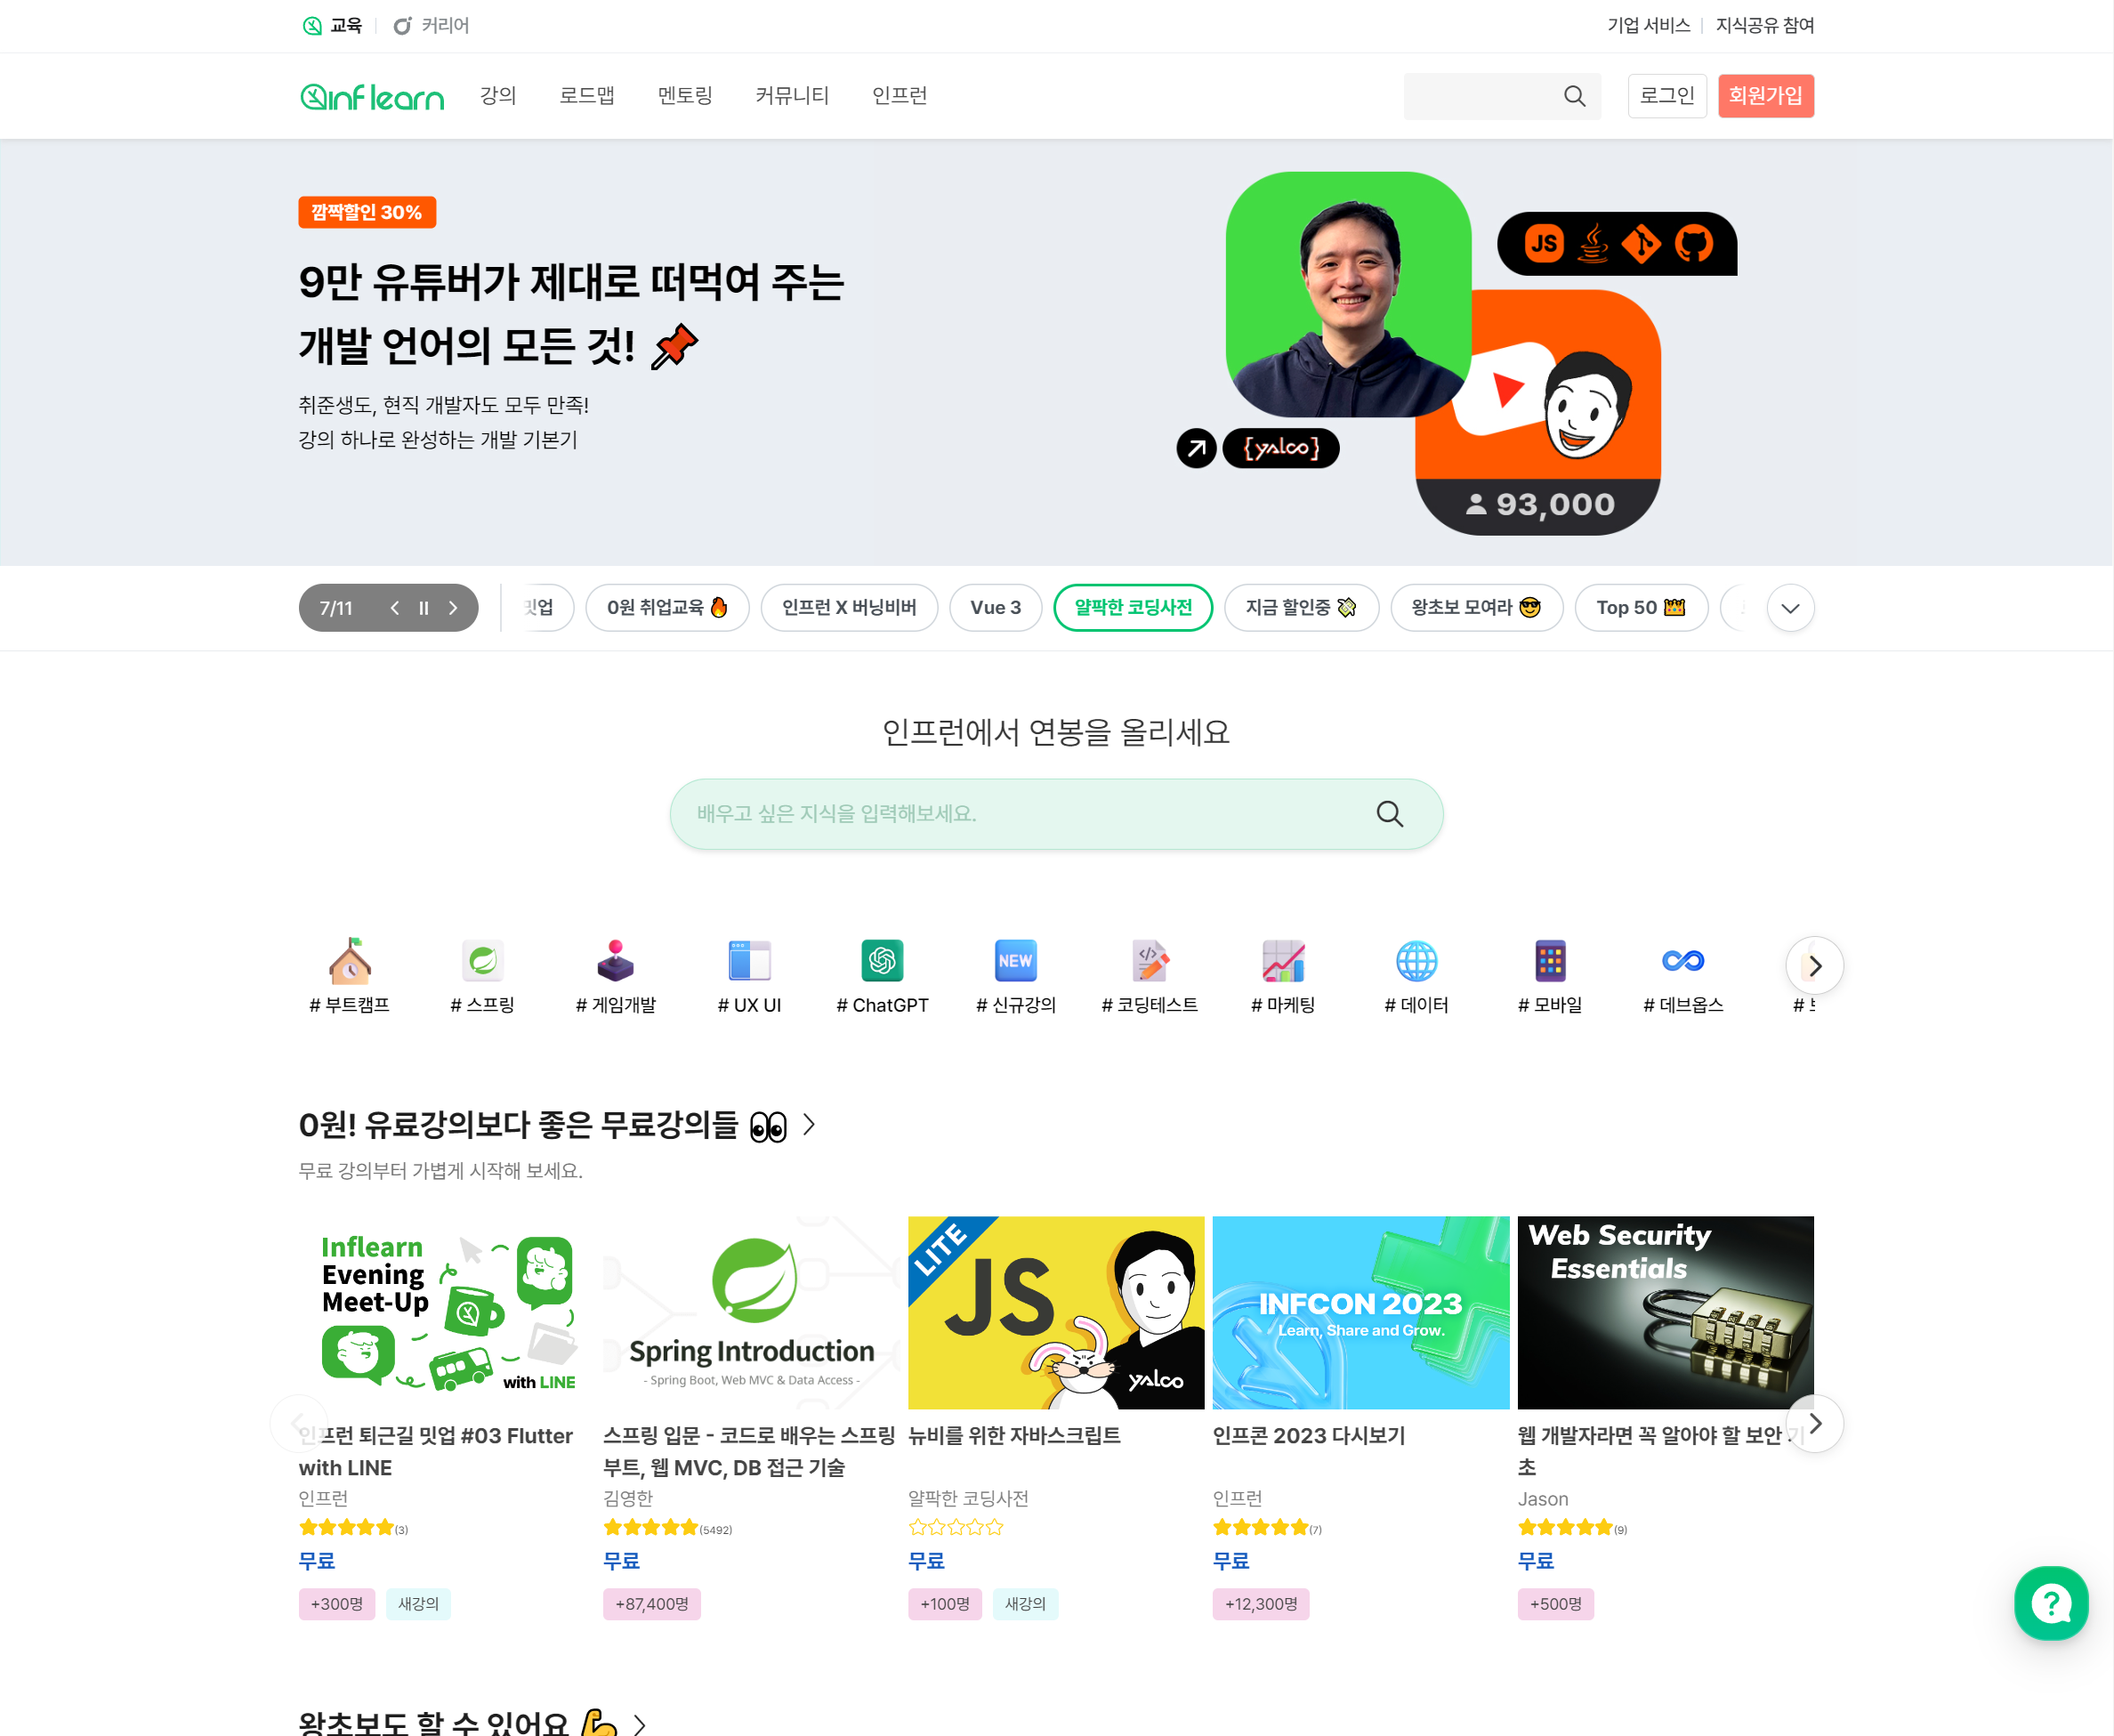 교육
커리어
기업 서비스
지식공유 참여
inflearn
강의
로드맵
멘토링
커뮤니티
인프런
로그인
회원가입
깜짝할인 30%
9만 유튜버가 제대로 떠먹여 주는
개발 언어의 모든 것!
취준생도, 현직 개발자도 모두 만족!
강의 하나로 완성하는 개발 기본기
JS
{yalco}
93,000
7/11
밋업
0원 취업교육
인프런 X 버닝비버
Vue 3
얄팍한 코딩사전
지금 할인중
왕초보 모여라
Top 50
인프런에서 연봉을 올리세요
배우고 싶은 지식을 입력해보세요.
NEW
# 부트캠프
# 스프링
# 게임개발
# UX UI
# ChatGPT
# 신규강의
# 코딩테스트
# 마케팅
# 데이터
# 모바일
# 데브옵스
#
0원! 유료강의보다 좋은 무료강의들
무료 강의부터 가볍게 시작해 보세요.
Inflearn
Evening
Meet-Up
with LINE
인프런 퇴근길 밋업 #03 Flutter
with LINE
인프런
(3)
무료
+300명
새강의
Spring Introduction
- Spring Boot, Web MVC & Data Access -
스프링 입문 - 코드로 배우는 스프링
부트, 웹 MVC, DB 접근 기술
김영한
(5492)
무료
+87,400명
LITE
JS
yalco
뉴비를 위한 자바스크립트
얄팍한 코딩사전
무료
+100명
새강의
INFCON 2023
Learn, Share and Grow.
인프콘 2023 다시보기
인프런
(7)
무료
+12,300명
Web Security
Essentials
웹 개발자라면 꼭 알아야 할 보안 기
초
Jason
(9)
무료
+500명
왕초보도 할 수 있어요